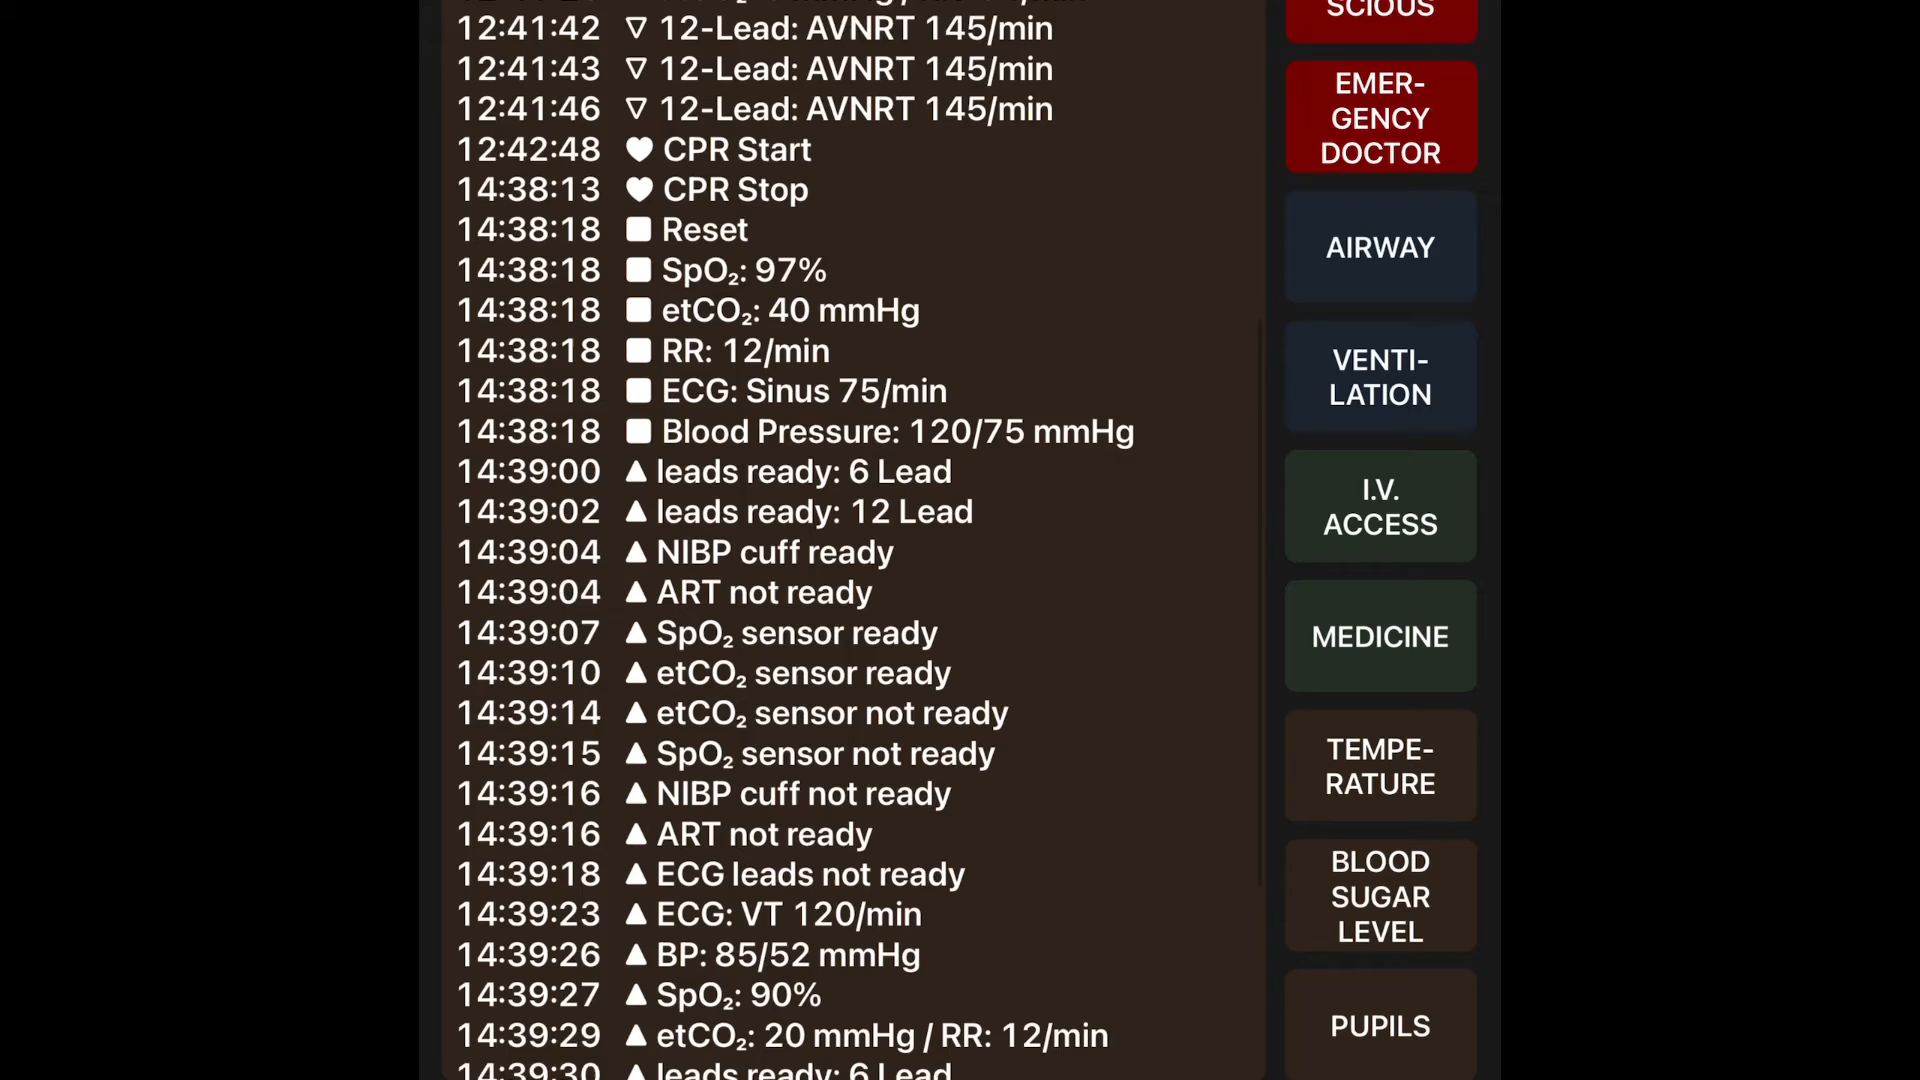 12:41:42 ▽ 12-Lead: AVNRT 145/min
12:41:43 ▽ 12-Lead: AVNRT 145/min
12:41:46 ▽ 12-Lead: AVNRT 145/min
12:42:48 ♥ CPR Start
14:38:13 ♥ CPR Stop
14:38:18 ■ Reset
14:38:18 ■ SpO₂: 97%
14:38:18 ■ etCO₂: 40 mmHg
14:38:18 ■ RR: 12/min
14:38:18 ■ ECG: Sinus 75/min
14:38:18 ■ Blood Pressure: 120/75 mmHg
14:39:00 ▲ leads ready: 6 Lead
14:39:02 ▲ leads ready: 12 Lead
14:39:04 ▲ NIBP cuff ready
14:39:04 ▲ ART not ready
14:39:07 ▲ SpO₂ sensor ready
14:39:10 ▲ etCO₂ sensor ready
14:39:14 ▲ etCO₂ sensor not ready
14:39:15 ▲ SpO₂ sensor not ready
14:39:16 ▲ NIBP cuff not ready
14:39:16 ▲ ART not ready
14:39:18 ▲ ECG leads not ready
14:39:23 ▲ ECG: VT 120/min
14:39:26 ▲ BP: 85/52 mmHg
14:39:27 ▲ SpO₂: 90%
14:39:29 ▲ etCO₂: 20 mmHg / RR: 12/min
14:39:30 ▲ leads ready: 6 Lead
SCIOUS
EMER-
GENCY
DOCTOR
AIRWAY
VENTI-
LATION
I.V.
ACCESS
MEDICINE
TEMPE-
RATURE
BLOOD
SUGAR
LEVEL
PUPILS